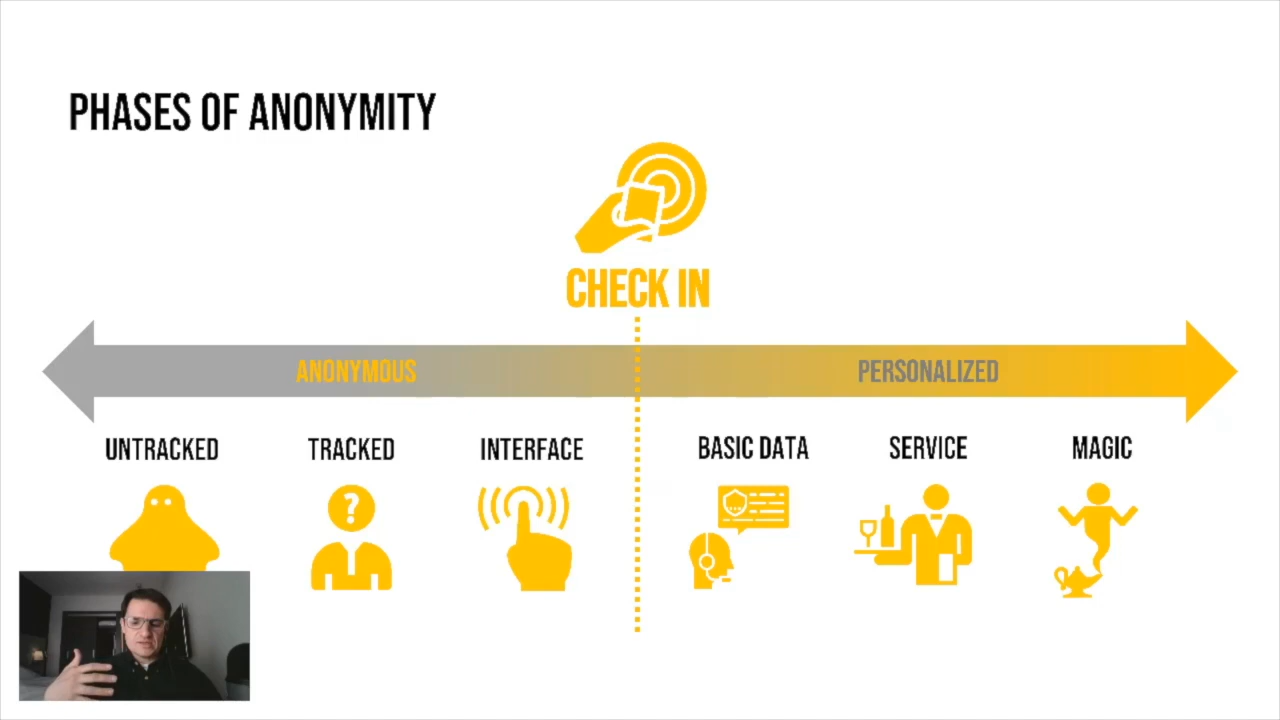 PHASES OF ANONYMITY
CHECK IN
ANONYMOUS
PERSONALIZED
UNTRACKED
TRACKED
INTERFACE
BASIC DATA
SERVICE
MAGIC
?